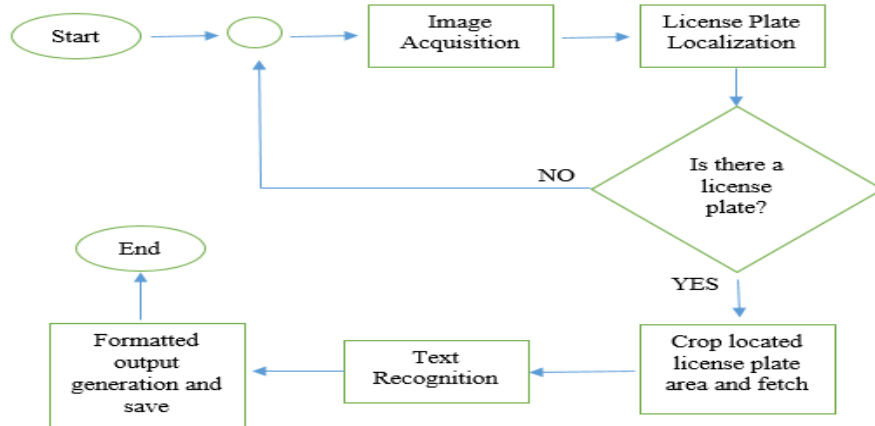 Start
Image
Acquisition
License Plate
Localization
Is there a
license
plate?
NO
YES
Crop located
license plate
area and fetch
Text
Recognition
Formatted
output
generation and
save
End